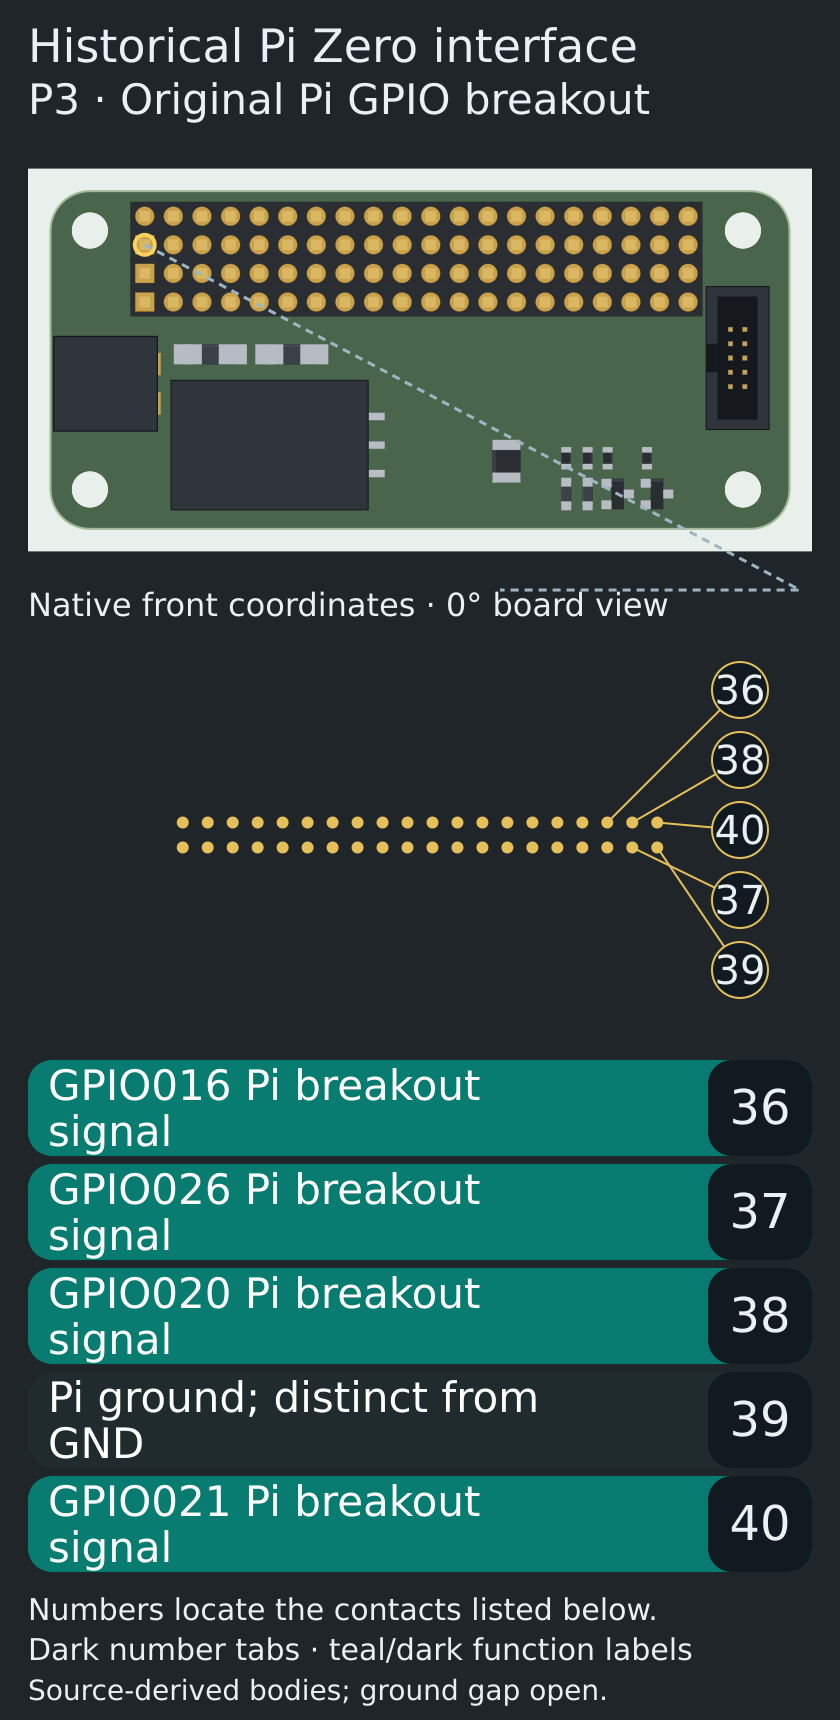 Historical Pi Zero interface
P3 · Original Pi GPIO breakout
Native front coordinates · 0° board view
36
38
40
37
39
GPIO016 Pi breakout
signal
36
GPIO026 Pi breakout
signal
37
GPIO020 Pi breakout
signal
38
Pi ground; distinct from
GND
39
GPIO021 Pi breakout
signal
40
Numbers locate the contacts listed below.
Dark number tabs · teal/dark function labels
Source-derived bodies; ground gap open.